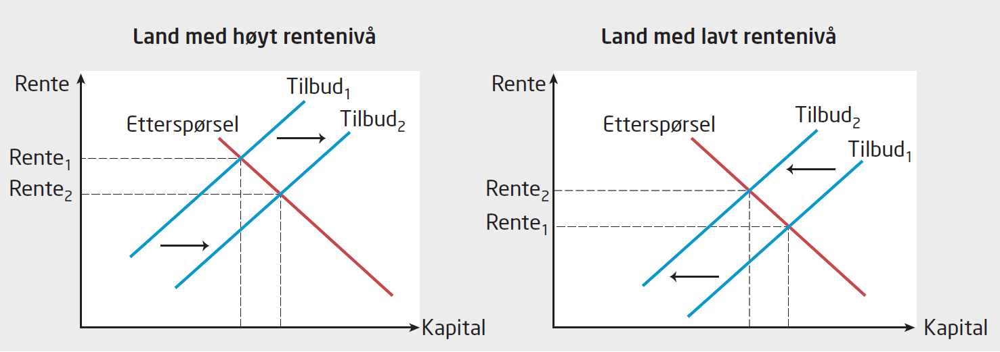 Land med høyt rentenivå
Rente
Tilbud₁
Etterspørsel
Tilbud₂
Rente₁
Rente₂
Kapital
Land med lavt rentenivå
Rente
Tilbud₂
Etterspørsel
Tilbud₁
Rente₂
Rente₁
Kapital